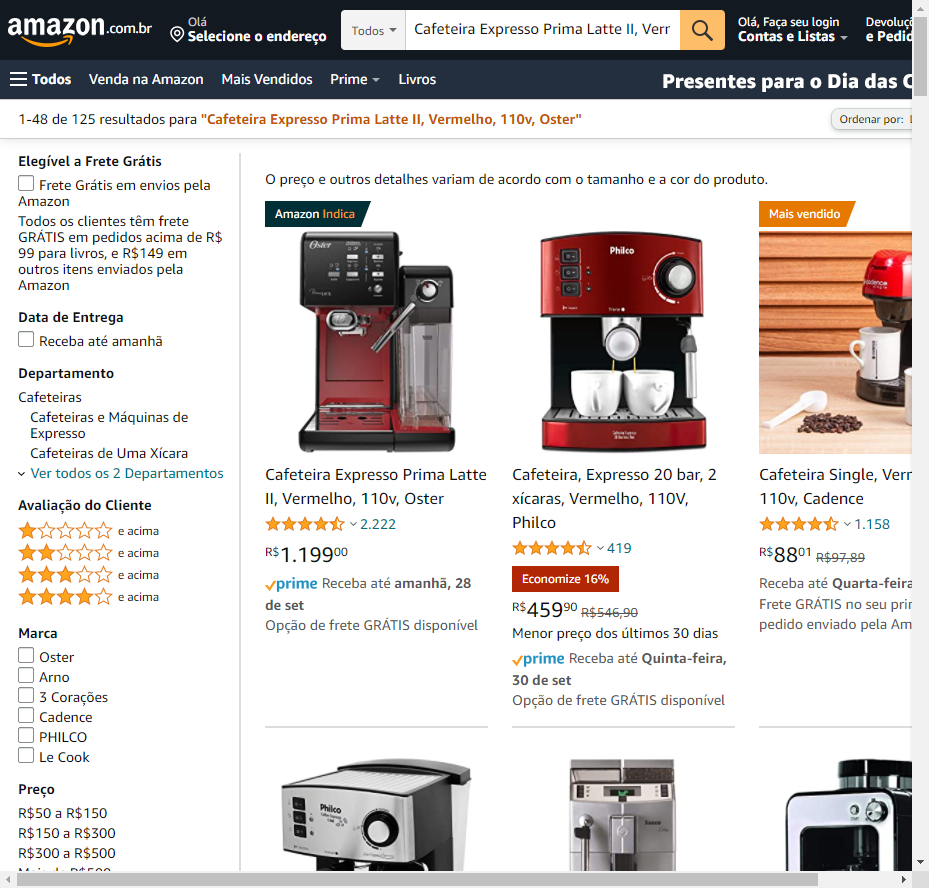 amazon.com.br
Olá
Selecione o endereço
Todos
Cafeteira Expresso Prima Latte II, Verr
Olá, Faça seu login
Contas e Listas
Devoluç
e Pedid
Todos
Venda na Amazon
Mais Vendidos
Prime
Livros
Presentes para o Dia das C
1-48 de 125 resultados para "Cafeteira Expresso Prima Latte II, Vermelho, 110v, Oster"
Ordenar por:
Elegível a Frete Grátis
Frete Grátis em envios pela
Amazon
Todos os clientes têm frete
GRÁTIS em pedidos acima de R$
99 para livros, e R$149 em
outros itens enviados pela
Amazon
Data de Entrega
Receba até amanhã
Departamento
Cafeteiras
Cafeteiras e Máquinas de
Expresso
Cafeteiras de Uma Xícara
Ver todos os 2 Departamentos
Avaliação do Cliente
e acima
e acima
e acima
e acima
Marca
Oster
Arno
3 Corações
Cadence
PHILCO
Le Cook
Preço
R$50 a R$150
R$150 a R$300
R$300 a R$500
O preço e outros detalhes variam de acordo com o tamanho e a cor do produto.
Amazon Indica
Oster
Cafeteira Expresso Prima Latte
II, Vermelho, 110v, Oster
2.222
R$1.19900
prime Receba até amanhã, 28
de set
Opção de frete GRÁTIS disponível
Philco
Cafeteira, Expresso 20 bar, 2
xícaras, Vermelho, 110V,
Philco
419
Economize 16%
R$45990 R$546,90
Menor preço dos últimos 30 dias
prime Receba até Quinta-feira,
30 de set
Opção de frete GRÁTIS disponível
Mais vendido
Cafeteira Single, Verr
110v, Cadence
1.158
R$8801 R$97,89
Receba até Quarta-feira
Frete GRÁTIS no seu prir
pedido enviado pela Am
Philco
Saeco